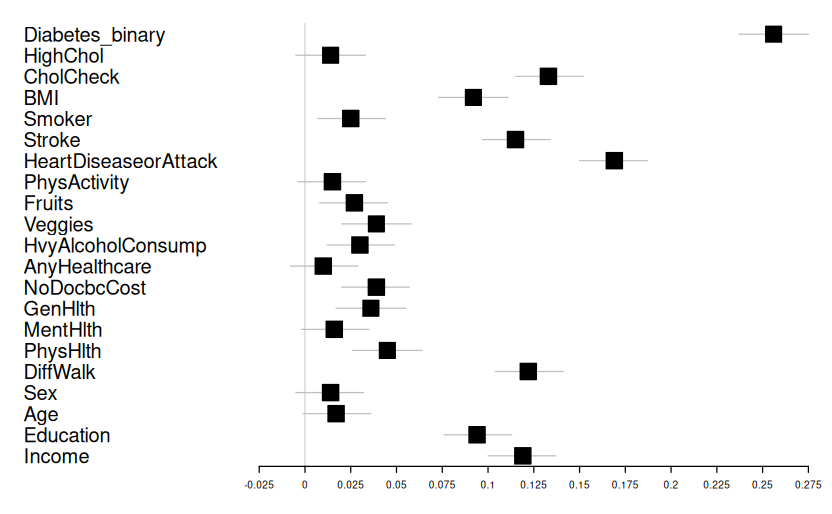 Diabetes_binary
HighChol
CholCheck
BMI
Smoker
Stroke
HeartDiseaseorAttack
PhysActivity
Fruits
Veggies
HvyAlcoholConsump
AnyHealthcare
NoDocbcCost
GenHlth
MentHlth
PhysHlth
DiffWalk
Sex
Age
Education
Income
-0.025 0 0.025 0.05 0.075 0.1 0.125 0.15 0.175 0.2 0.225 0.25 0.275